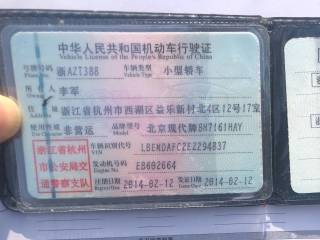 中华人民共和国机动车行驶证
Vehicle License of the People's Republic of China
号牌号码 浙AZT388 车辆类型 小型轿车
Plate No. Vehicle Type
所有人 李军
Owner
住址 浙江省杭州市西湖区益乐新村北4区12号17室
Address
使用性质 非营运 品牌型号 北京现代牌BH7161HAY
Use Character Model
浙江省杭州
市公安局交
通警察支队
车辆识别代号 LBENDAFC2EZ294837
VIN
发动机号码 EB602664
Engine No.
注册日期 2014-02-12 发证日期 2014-02-12
Register Date Issue Date